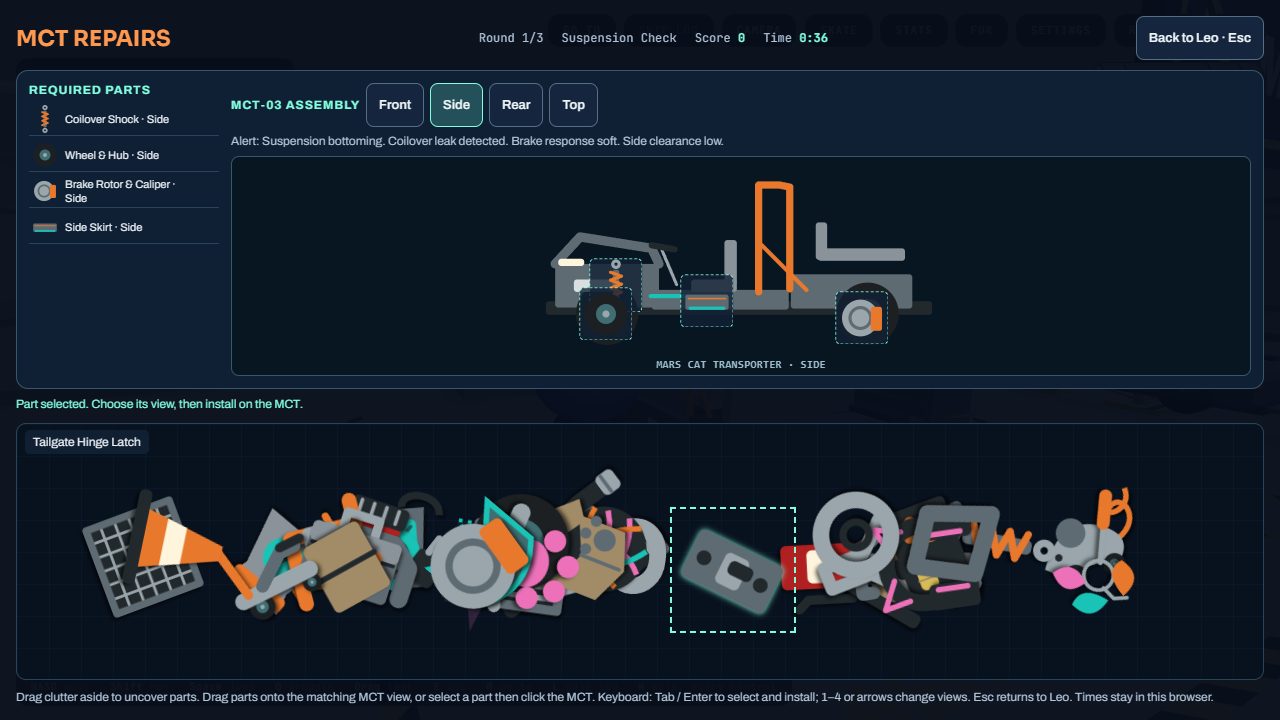 MCT REPAIRS
Round 1/3 Suspension Check Score 0 Time 0:36
Back to Leo · Esc
REQUIRED PARTS
Coilover Shock · Side
Wheel & Hub · Side
Brake Rotor & Caliper ·
Side
Side Skirt · Side
MCT-03 ASSEMBLY
Front
Side
Rear
Top
Alert: Suspension bottoming. Coilover leak detected. Brake response soft. Side clearance low.
MARS CAT TRANSPORTER · SIDE
Part selected. Choose its view, then install on the MCT.
Tailgate Hinge Latch
Drag clutter aside to uncover parts. Drag parts onto the matching MCT view, or select a part then click the MCT. Keyboard: Tab / Enter to select and install; 1–4 or arrows change views. Esc returns to Leo. Times stay in this browser.